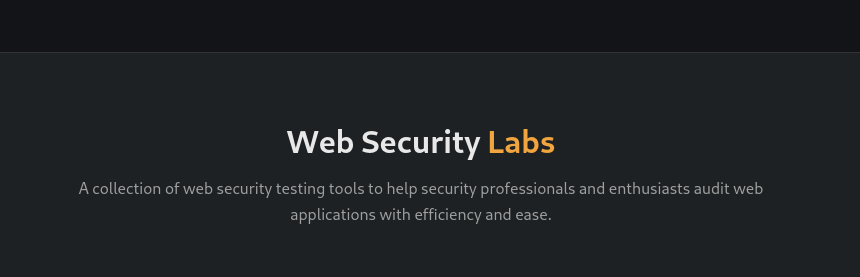 Web Security Labs
A collection of web security testing tools to help security professionals and enthusiasts audit web
applications with efficiency and ease.